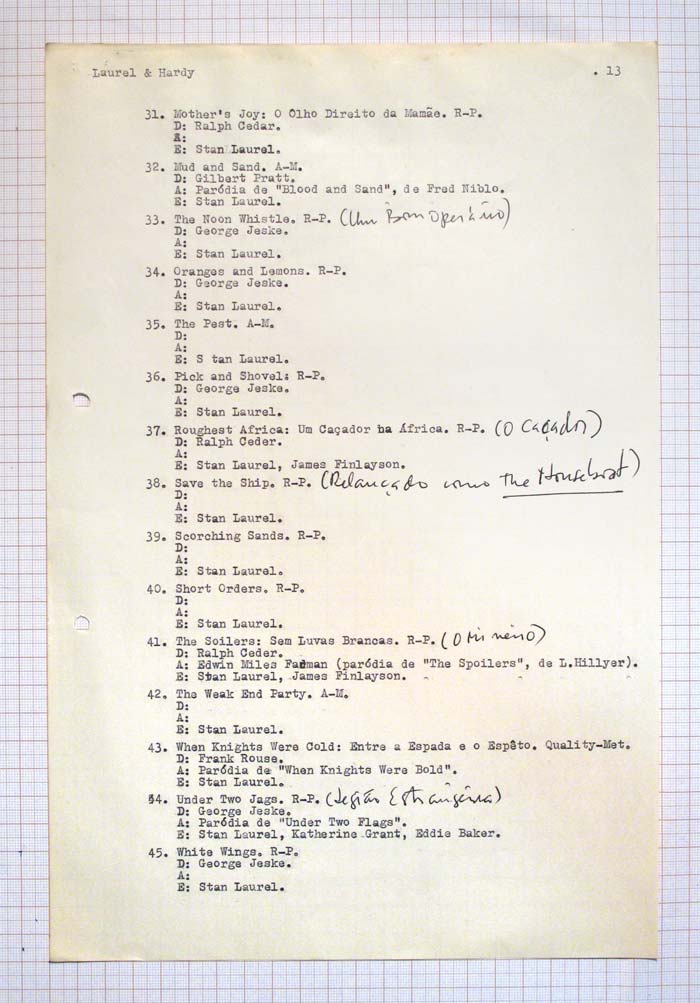 Laurel & Hardy . 13
31. Mother's Joy: O Ôlho Direito da Mamãe. R-P.
D: Ralph Cedar.
A:
E: Stan Laurel.
32. Mud and Sand. A-M.
D: Gilbert Pratt.
A: Paródia de "Blood and Sand", de Fred Niblo.
E: Stan Laurel.
33. The Noon Whistle. R-P. (Um Bom Operário)
D: George Jeske.
A:
E: Stan Laurel.
34. Oranges and Lemons. R-P.
D: George Jeske.
A:
E: Stan Laurel.
35. The Pest. A-M.
D:
A:
E: S tan Laurel.
36. Pick and Shovel: R-P.
D: George Jeske.
A:
E: Stan Laurel.
37. Roughest Africa: Um Caçador na África. R-P. (O Caçador)
D: Ralph Ceder.
A:
E: Stan Laurel, James Finlayson.
38. Save the Ship. R-P. (Relançado como The Houseboat)
D:
A:
E: Stan Laurel.
39. Scorching Sands. R-P.
D:
A:
E: Stan Laurel.
40. Short Orders. R-P.
D:
A:
E: Stan Laurel.
41. The Soilers: Sem Luvas Brancas. R-P. (O Mineiro)
D: Ralph Ceder.
A: Edwin Miles Fadman (paródia de "The Spoilers", de L.Hillyer).
E: Stan Laurel, James Finlayson.
42. The Weak End Party. A-M.
D:
A:
E: Stan Laurel.
43. When Knights Were Cold: Entre a Espada e o Espêto. Quality-Met.
D: Frank Rouse.
A: Paródia de "When Knights Were Bold".
E: Stan Laurel.
54. Under Two Jags. R-P. (Legião Estrangeira)
D: George Jeske.
A: Paródia de "Under Two Flags".
E: Stan Laurel, Katherine Grant, Eddie Baker.
45. White Wings. R-P.
D: George Jeske.
A:
E: Stan Laurel.